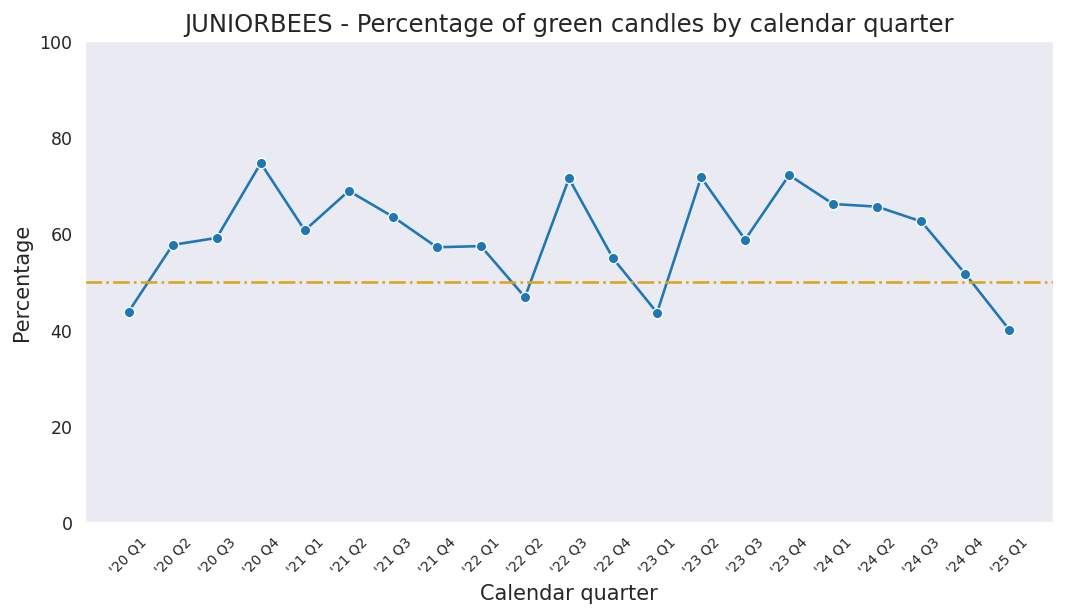 JUNIORBEES - Percentage of green candles by calendar quarter
Percentage
100
80
60
40
20
0
'20 Q1
'20 Q2
'20 Q3
'20 Q4
'21 Q1
'21 Q2
'21 Q3
'21 Q4
'22 Q1
'22 Q2
'22 Q3
'22 Q4
'23 Q1
'23 Q2
'23 Q3
'23 Q4
'24 Q1
'24 Q2
'24 Q3
'24 Q4
'25 Q1
Calendar quarter